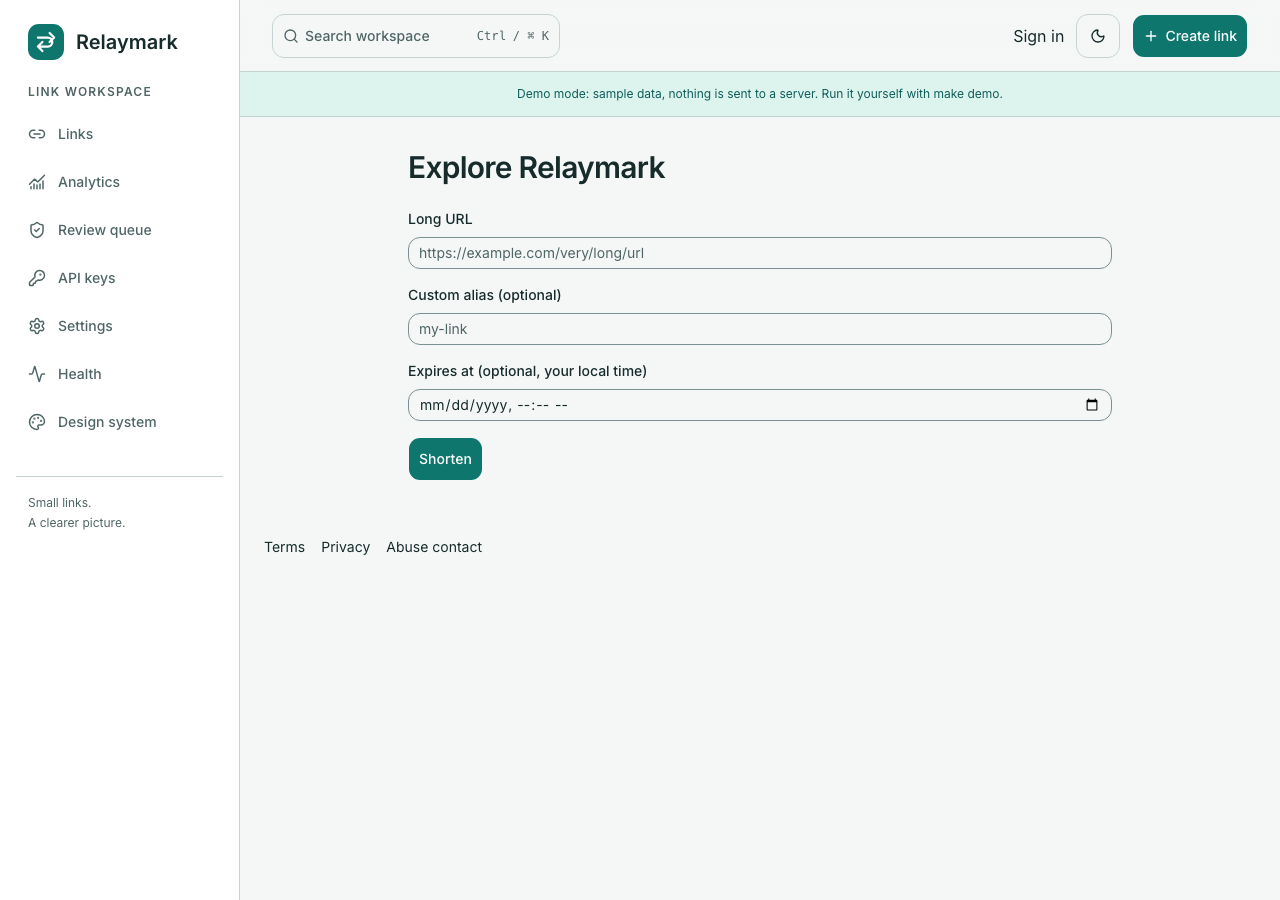 Relaymark
LINK WORKSPACE
Links
Analytics
Review queue
API keys
Settings
Health
Design system
Small links.
A clearer picture.
Search workspace Ctrl / ⌘ K
Sign in
Create link
Demo mode: sample data, nothing is sent to a server. Run it yourself with make demo.
Explore Relaymark
Long URL
https://example.com/very/long/url
Custom alias (optional)
my-link
Expires at (optional, your local time)
mm/dd/yyyy, --:-- --
Shorten
Terms Privacy Abuse contact